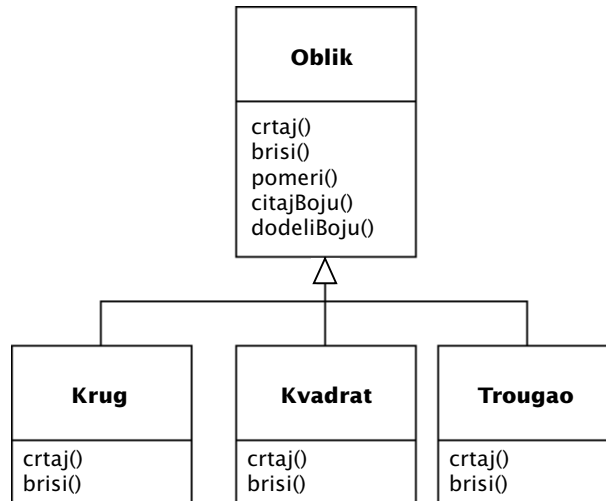 Oblik
crtaj()
brisi()
pomeri()
citajBoju()
dodeliBoju()
Krug
crtaj()
brisi()
Kvadrat
crtaj()
brisi()
Trougao
crtaj()
brisi()